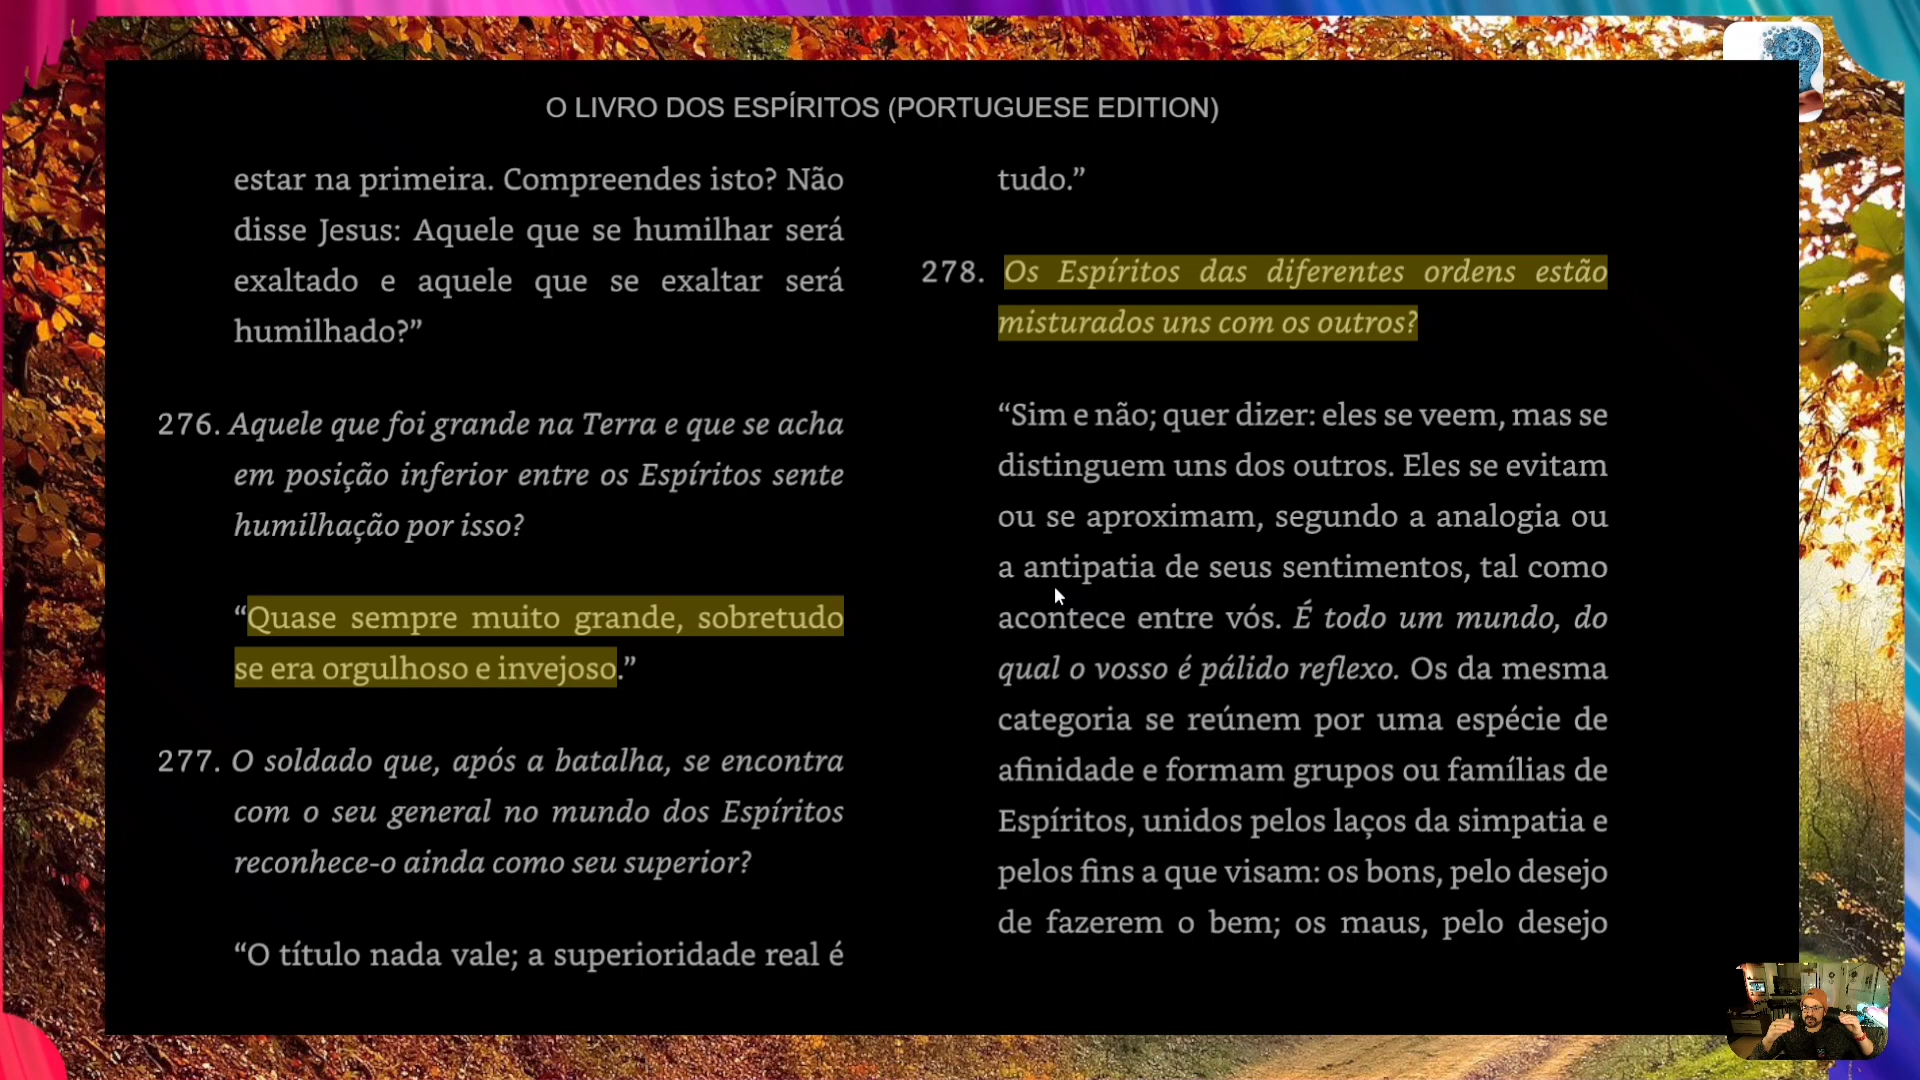 O LIVRO DOS ESPÍRITOS (PORTUGUESE EDITION)
estar na primeira. Compreendes isto? Não
disse Jesus: Aquele que se humilhar será
exaltado e aquele que se exaltar será
humilhado?”
276. Aquele que foi grande na Terra e que se acha
em posição inferior entre os Espíritos sente
humilhação por isso?
“Quase sempre muito grande, sobretudo
se era orgulhoso e invejoso.”
277. O soldado que, após a batalha, se encontra
com o seu general no mundo dos Espíritos
reconhece-o ainda como seu superior?
“O título nada vale; a superioridade real é
tudo.”
278. Os Espíritos das diferentes ordens estão
misturados uns com os outros?
“Sim e não; quer dizer: eles se veem, mas se
distinguem uns dos outros. Eles se evitam
ou se aproximam, segundo a analogia ou
a antipatia de seus sentimentos, tal como
acontece entre vós. É todo um mundo, do
qual o vosso é pálido reflexo. Os da mesma
categoria se reúnem por uma espécie de
afinidade e formam grupos ou famílias de
Espíritos, unidos pelos laços da simpatia e
pelos fins a que visam: os bons, pelo desejo
de fazerem o bem; os maus, pelo desejo